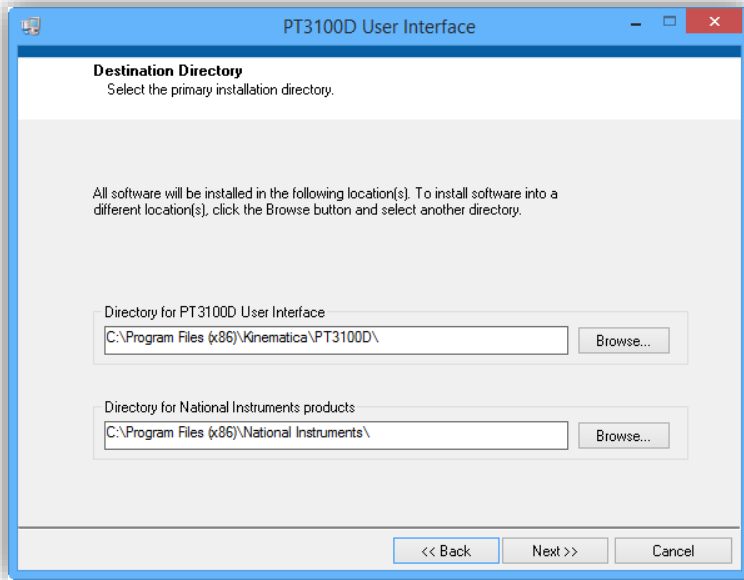 PT3100D User Interface
Destination Directory
Select the primary installation directory.
All software will be installed in the following location(s). To install software into a
different location(s), click the Browse button and select another directory.
Directory for PT3100D User Interface
C:\Program Files (x86)\Kinematica\PT3100D\
Browse...
Directory for National Instruments products
C:\Program Files (x86)\National Instruments\
Browse...
<< Back
Next >>
Cancel